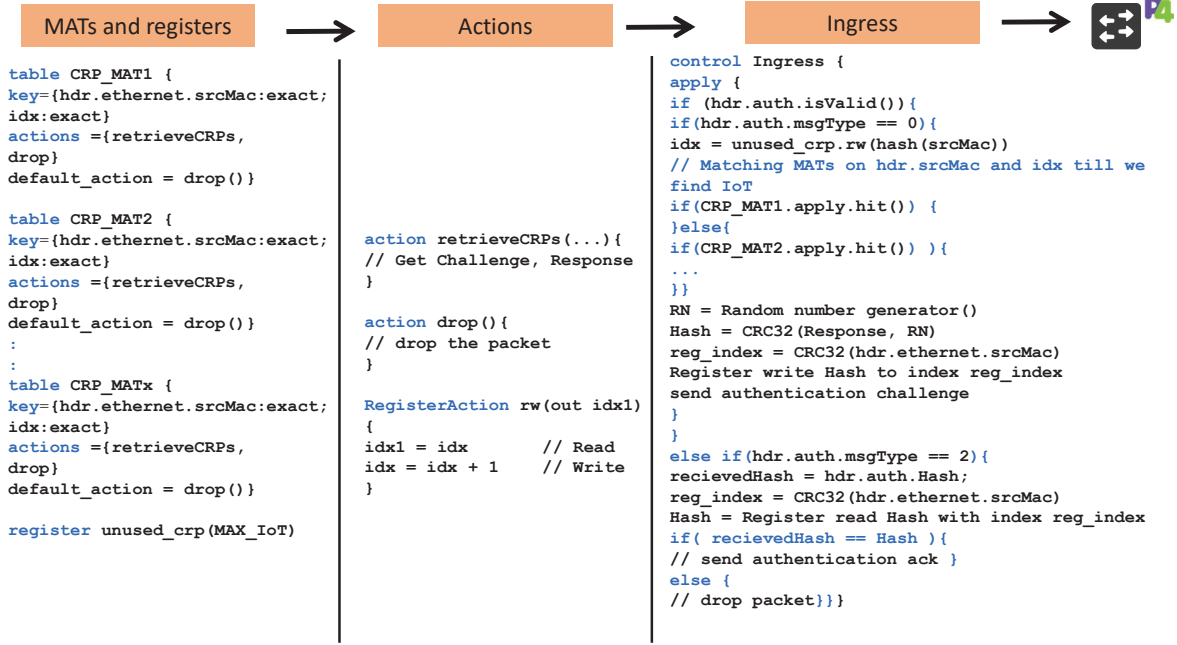 MATs and registers
Actions
Ingress
P4
table CRP_MAT1 {
key={hdr.ethernet.srcMac:exact;
idx:exact}
actions ={retrieveCRPs,
drop}
default_action = drop()}
table CRP_MAT2 {
key={hdr.ethernet.srcMac:exact;
idx:exact}
actions ={retrieveCRPs,
drop}
default_action = drop()}
:
:
table CRP_MATx {
key={hdr.ethernet.srcMac:exact;
idx:exact}
actions ={retrieveCRPs,
drop}
default_action = drop()}
register unused_crp(MAX_IoT)
action retrieveCRPs(...){
// Get Challenge, Response
}
action drop(){
// drop the packet
}
RegisterAction rw(out idx1)
{
idx1 = idx // Read
idx = idx + 1 // Write
}
control Ingress {
apply {
if (hdr.auth.isValid()){
if(hdr.auth.msgType == 0){
idx = unused_crp.rw(hash(srcMac))
// Matching MATs on hdr.srcMac and idx till we
find IoT
if(CRP_MAT1.apply.hit()) {
}else{
if(CRP_MAT2.apply.hit()) ){
...
}}
RN = Random number generator()
Hash = CRC32(Response, RN)
reg_index = CRC32(hdr.ethernet.srcMac)
Register write Hash to index reg_index
send authentication challenge
}
}
else if(hdr.auth.msgType == 2){
recievedHash = hdr.auth.Hash;
reg_index = CRC32(hdr.ethernet.srcMac)
Hash = Register read Hash with index reg_index
if( recievedHash == Hash ){
// send authentication ack }
else {
// drop packet}}}